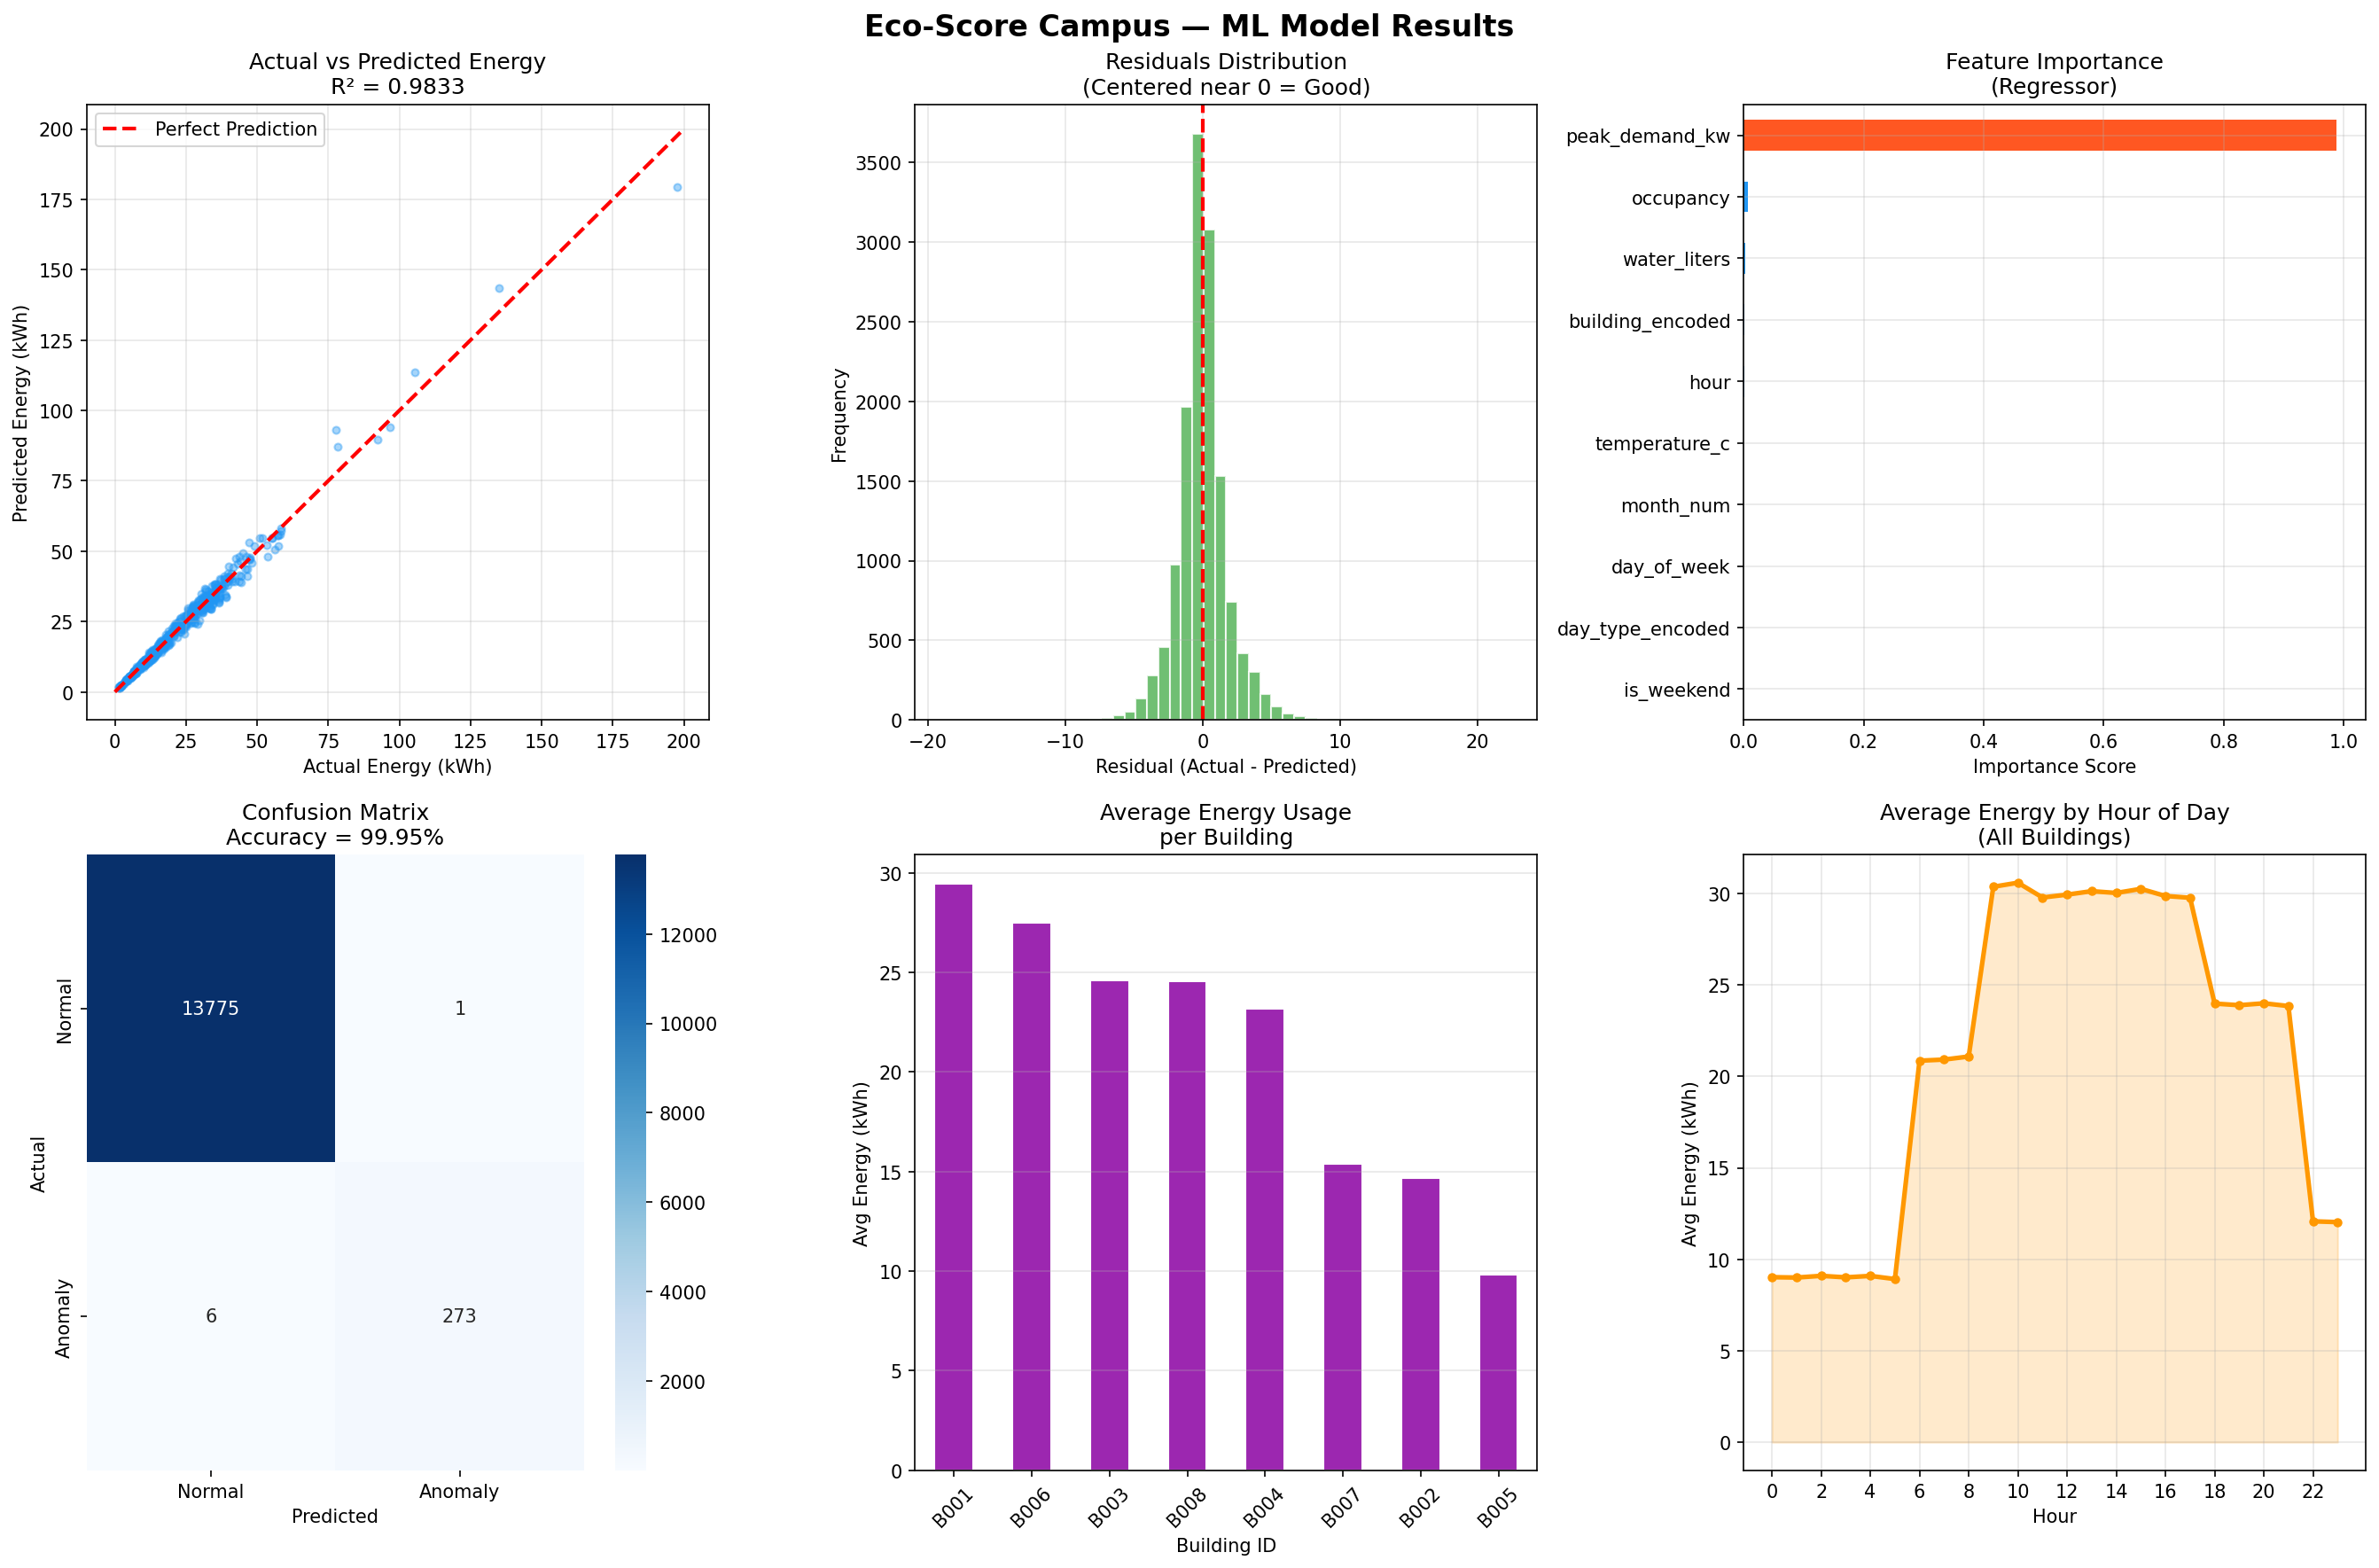 Eco-Score Campus — ML Model Results
Actual vs Predicted Energy
R² = 0.9833
Perfect Prediction
200
175
150
125
100
75
50
25
0
Predicted Energy (kWh)
0 25 50 75 100 125 150 175 200
Actual Energy (kWh)
Residuals Distribution
(Centered near 0 = Good)
3500
3000
2500
2000
1500
1000
500
0
Frequency
−20 −10 0 10 20
Residual (Actual - Predicted)
Feature Importance
(Regressor)
peak_demand_kw
occupancy
water_liters
building_encoded
hour
temperature_c
month_num
day_of_week
day_type_encoded
is_weekend
0.0 0.2 0.4 0.6 0.8 1.0
Importance Score
Confusion Matrix
Accuracy = 99.95%
Actual
Normal
Anomaly
13775 1
6 273
Normal Anomaly
Predicted
12000
10000
8000
6000
4000
2000
Average Energy Usage
per Building
30
25
20
15
10
5
0
Avg Energy (kWh)
B001 B006 B003 B008 B004 B007 B002 B005
Building ID
Average Energy by Hour of Day
(All Buildings)
30
25
20
15
10
5
0
Avg Energy (kWh)
0 2 4 6 8 10 12 14 16 18 20 22
Hour